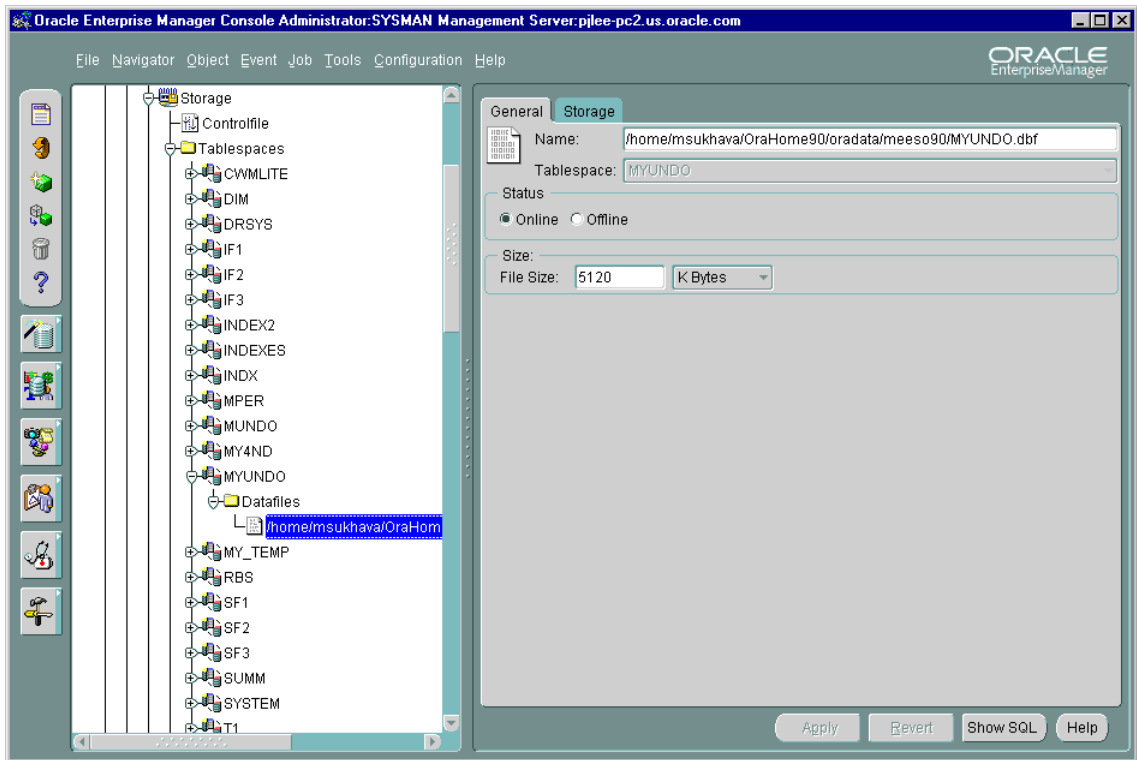 Oracle Enterprise Manager Console Administrator:SYSMAN Management Server:pjlee-pc2.us.oracle.com
File Navigator Object Event Job Tools Configuration Help
ORACLE
EnterpriseManager
Storage
Controlfile
Tablespaces
CWMLITE
DIM
DRSYS
IF1
IF2
IF3
INDEX2
INDEXES
INDX
MPER
MUNDO
MY4ND
MYUNDO
Datafiles
/home/msukhava/OraHom
MY_TEMP
RBS
SF1
SF2
SF3
SUMM
SYSTEM
T1
General Storage
Name: /home/msukhava/OraHome90/oradata/meeso90/MYUNDO.dbf
Tablespace: MYUNDO
Status
Online Offline
Size:
File Size: 5120 K Bytes
Apply Revert Show SQL Help